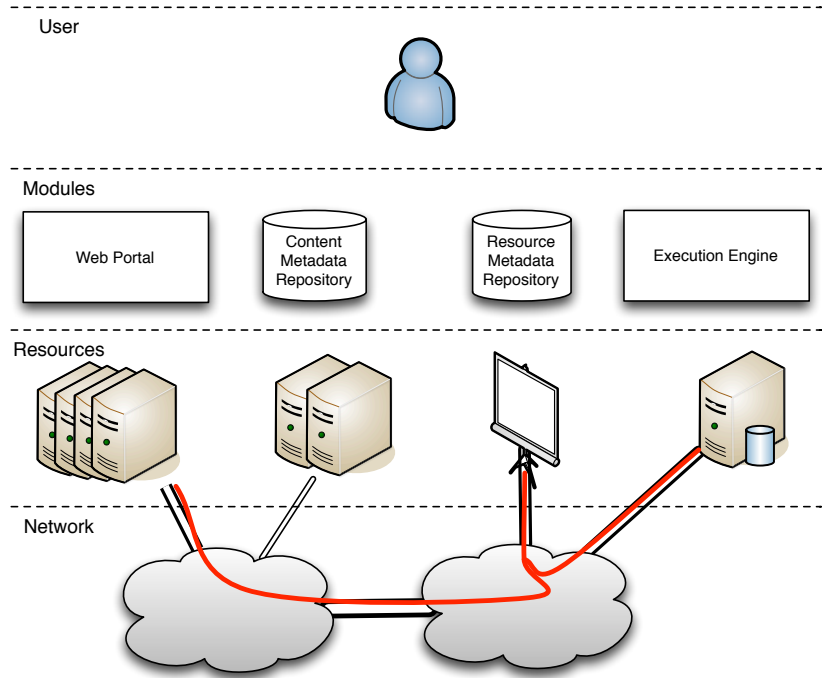 User
Modules
Web Portal
Content
Metadata
Repository
Resource
Metadata
Repository
Execution Engine
Resources
Network